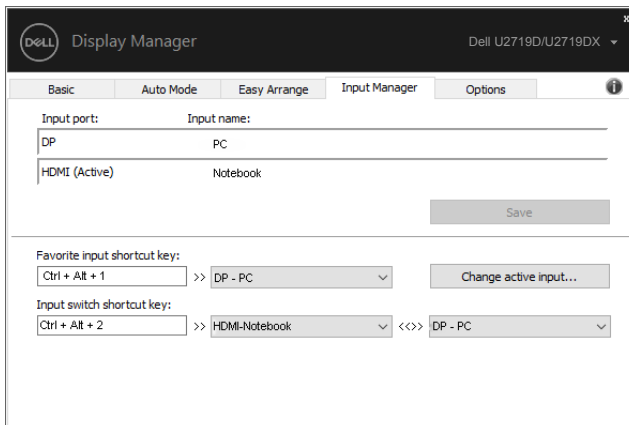 x
DELL Display Manager Dell U2719D/U2719DX
Basic Auto Mode Easy Arrange Input Manager Options i
Input port: Input name:
DP PC
HDMI (Active) Notebook
Save
Favorite input shortcut key:
Ctrl + Alt + 1 >> DP - PC Change active input...
Input switch shortcut key:
Ctrl + Alt + 2 >> HDMI-Notebook <<>> DP - PC